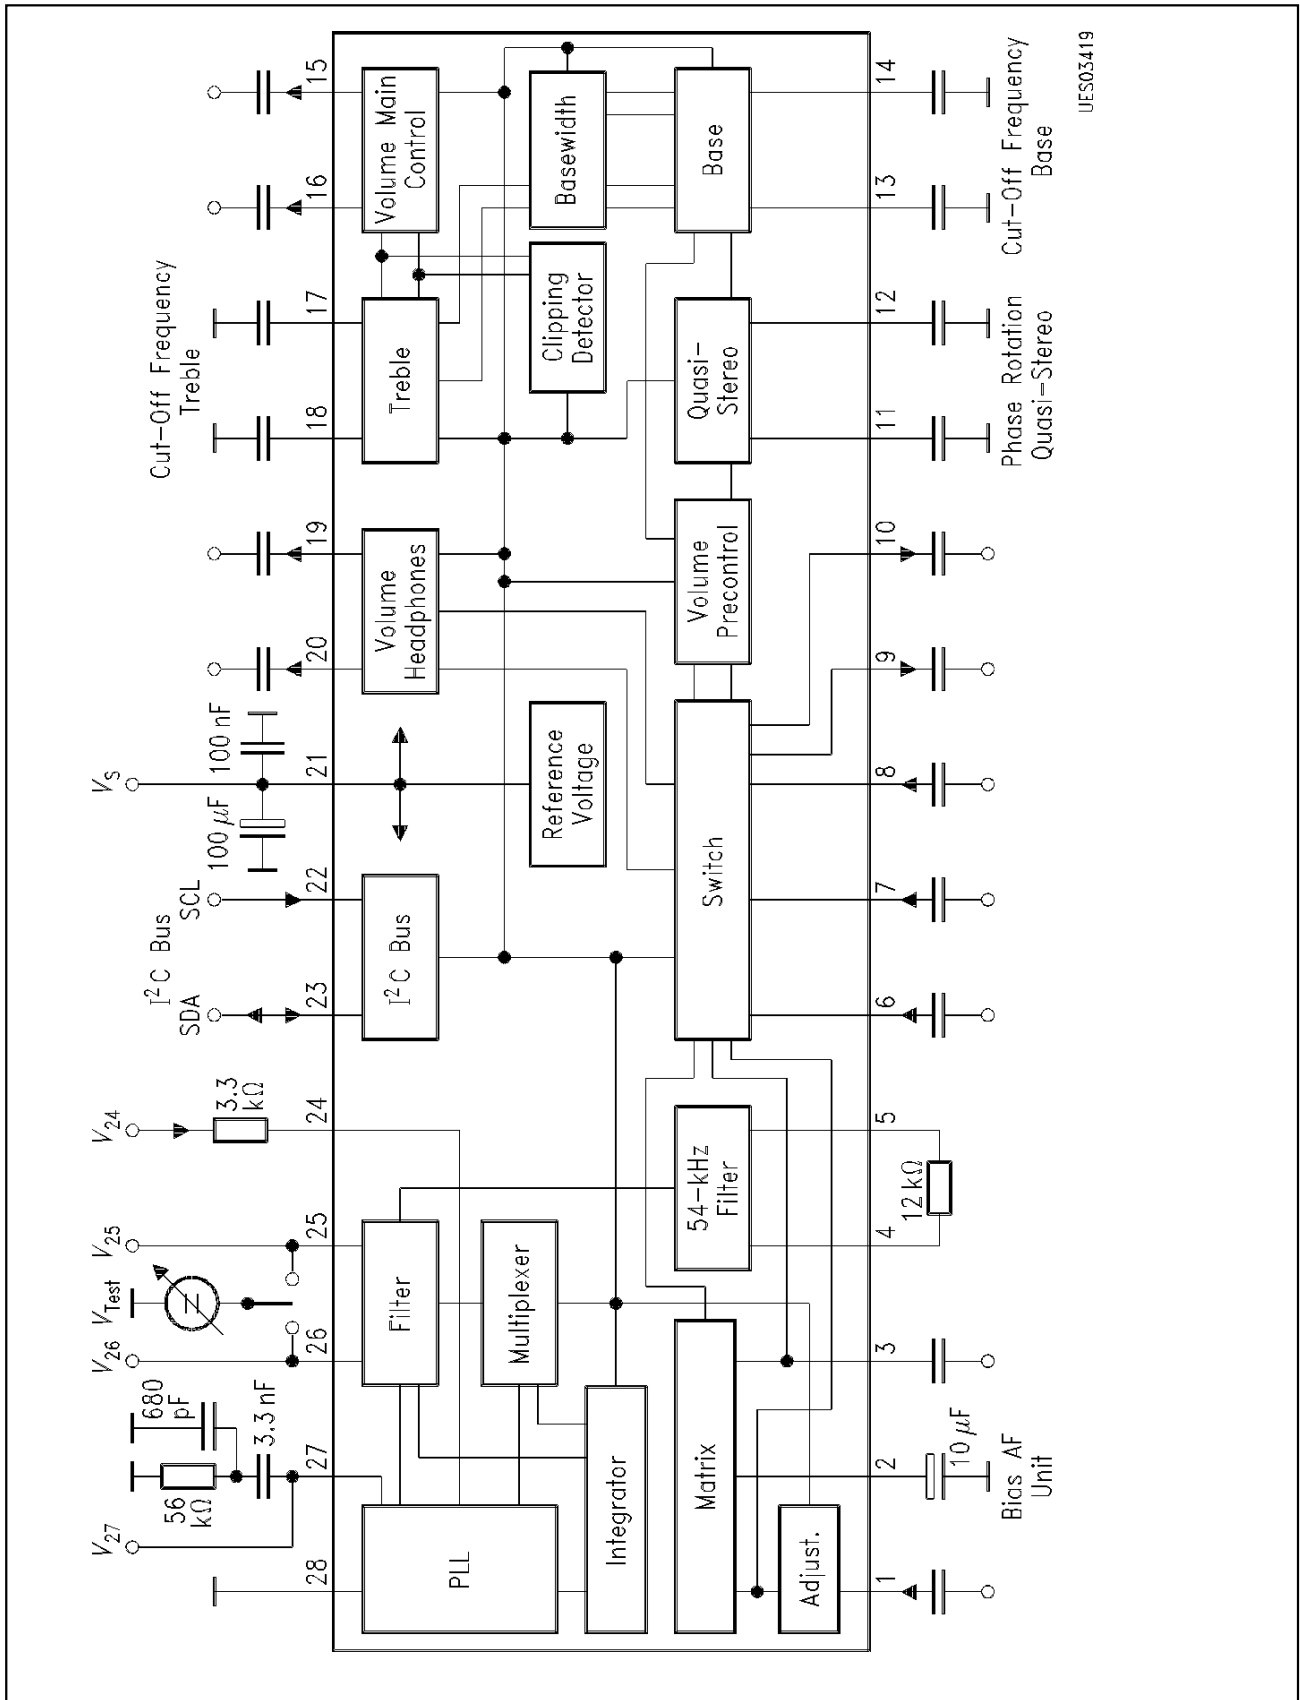 Cut-Off Frequency
Treble
I²C Bus
SDA
SCL
V27
V26
VTest
V25
V24
VS
56
kΩ
680
pF
3.3 nF
3.3
kΩ
100 µF
100 nF
28
27
26
25
24
23
22
21
20
19
18
17
16
15
PLL
Filter
Multiplexer
I²C Bus
Volume
Headphones
Treble
Volume Main
Control
Integrator
Reference
Voltage
Clipping
Detector
Basewidth
Matrix
54-kHz
Filter
Switch
Volume
Precontrol
Quasi-
Stereo
Base
Adjust.
1
2
3
4
5
6
7
8
9
10
11
12
13
14
10 µF
12 kΩ
Bias AF
Unit
Phase Rotation
Quasi-Stereo
Cut-Off Frequency
Base
UES03419